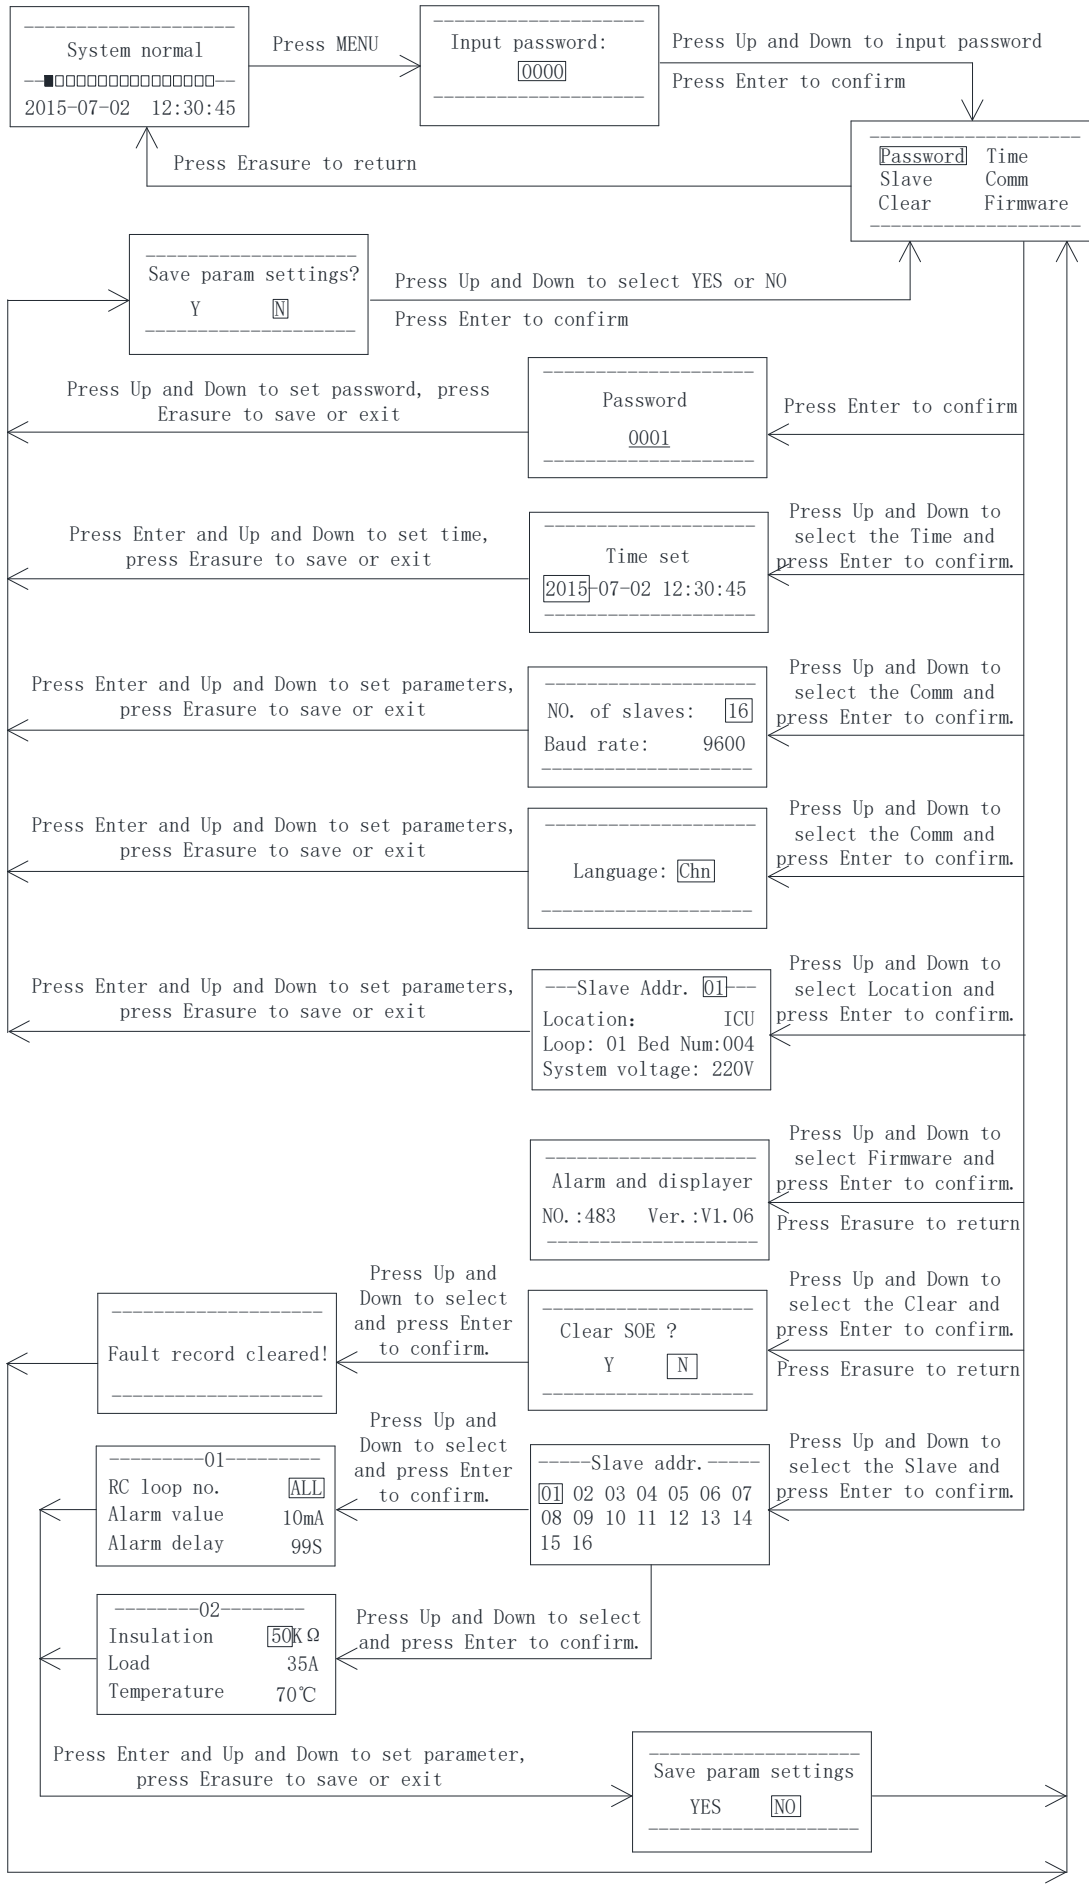 System normal
2015-07-02 12:30:45
Press MENU
Input password:
0000
Press Up and Down to input password
Press Enter to confirm
Press Erasure to return
Password Time
Slave Comm
Clear Firmware
Save param settings?
Y N
Press Up and Down to select YES or NO
Press Enter to confirm
Press Up and Down to set password, press
Erasure to save or exit
Password
0001
Press Enter to confirm
Press Enter and Up and Down to set time,
press Erasure to save or exit
Time set
2015-07-02 12:30:45
Press Up and Down to
select the Time and
press Enter to confirm.
Press Enter and Up and Down to set parameters,
press Erasure to save or exit
NO. of slaves: 16
Baud rate: 9600
Press Up and Down to
select the Comm and
press Enter to confirm.
Press Enter and Up and Down to set parameters,
press Erasure to save or exit
Language: Chn
Press Up and Down to
select the Comm and
press Enter to confirm.
Press Enter and Up and Down to set parameters,
press Erasure to save or exit
---Slave Addr. 01---
Location: ICU
Loop: 01 Bed Num:004
System voltage: 220V
Press Up and Down to
select Location and
press Enter to confirm.
Alarm and displayer
NO.:483 Ver.:V1.06
Press Up and Down to
select Firmware and
press Enter to confirm.
Press Erasure to return
Fault record cleared!
Press Up and
Down to select
and press Enter
to confirm.
Clear SOE ?
Y N
Press Up and Down to
select the Clear and
press Enter to confirm.
Press Erasure to return
---------01---------
RC loop no. ALL
Alarm value 10mA
Alarm delay 99S
Press Up and
Down to select
and press Enter
to confirm.
-----Slave addr.-----
01 02 03 04 05 06 07
08 09 10 11 12 13 14
15 16
Press Up and Down to
select the Slave and
press Enter to confirm.
--------02--------
Insulation 50KΩ
Load 35A
Temperature 70℃
Press Up and Down to select
and press Enter to confirm.
Press Enter and Up and Down to set parameter,
press Erasure to save or exit
Save param settings
YES NO